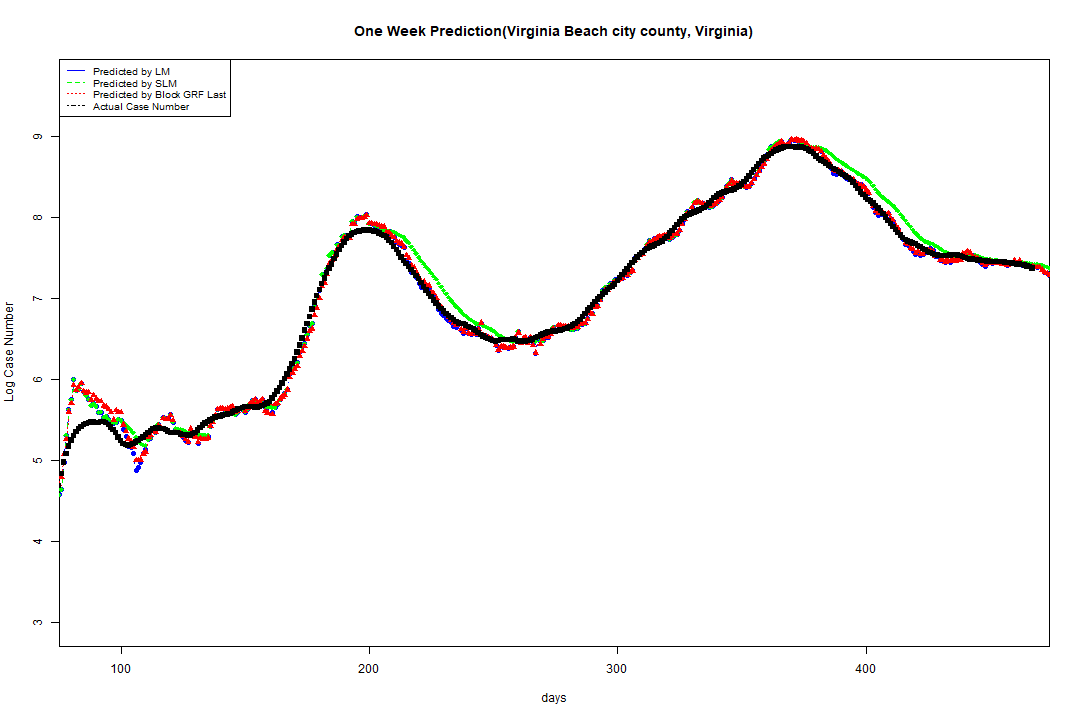 One Week Prediction(Virginia Beach city county, Virginia)
Predicted by LM
Predicted by SLM
Predicted by Block GRF Last
Actual Case Number
Log Case Number
9
8
7
6
5
4
3
100 200 300 400
days